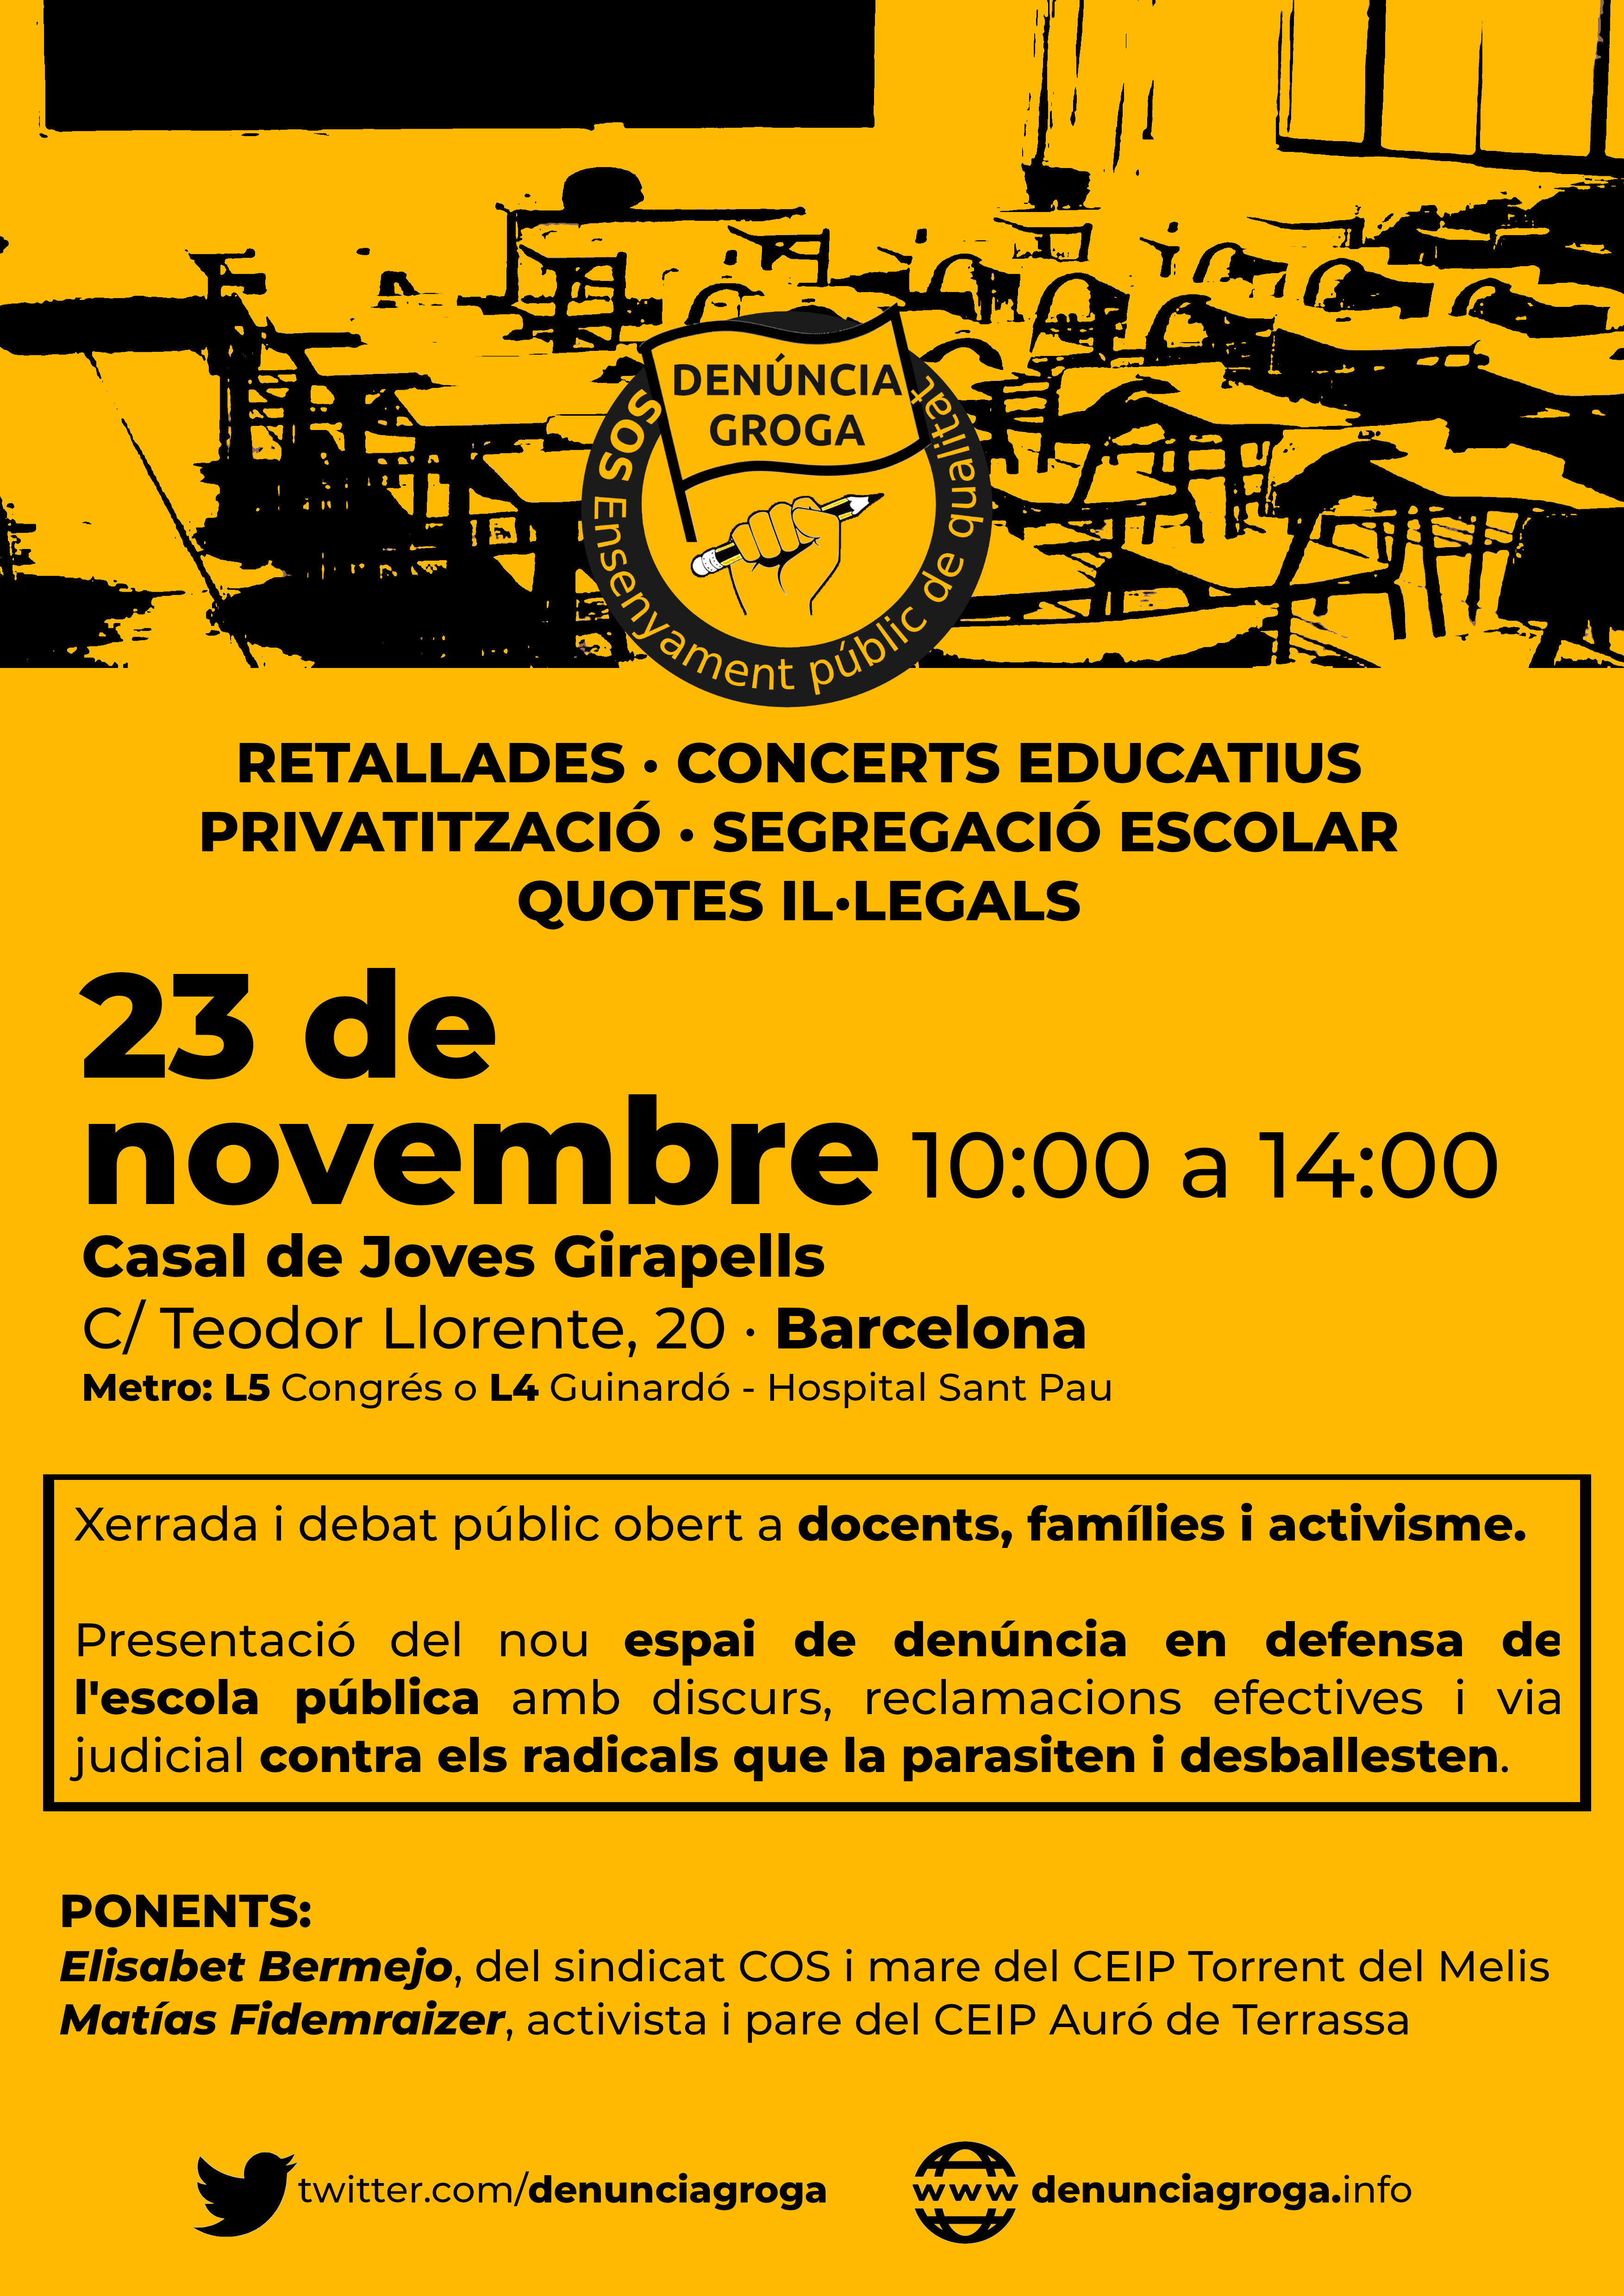 DENÚNCIA
GROGA
SOS Ensenyament públic de qualitat
RETALLADES · CONCERTS EDUCATIUS
PRIVATITZACIÓ · SEGREGACIÓ ESCOLAR
QUOTES IL·LEGALS
23 de
novembre 10:00 a 14:00
Casal de Joves Girapells
C/ Teodor Llorente, 20 · Barcelona
Metro: L5 Congrés o L4 Guinardó - Hospital Sant Pau
Xerrada i debat públic obert a docents, famílies i activisme.
Presentació del nou espai de denúncia en defensa de
l'escola pública amb discurs, reclamacions efectives i via
judicial contra els radicals que la parasiten i desballesten.
PONENTS:
Elisabet Bermejo, del sindicat COS i mare del CEIP Torrent del Melis
Matías Fidemraizer, activista i pare del CEIP Auró de Terrassa
twitter.com/denunciagroga
www denunciagroga.info